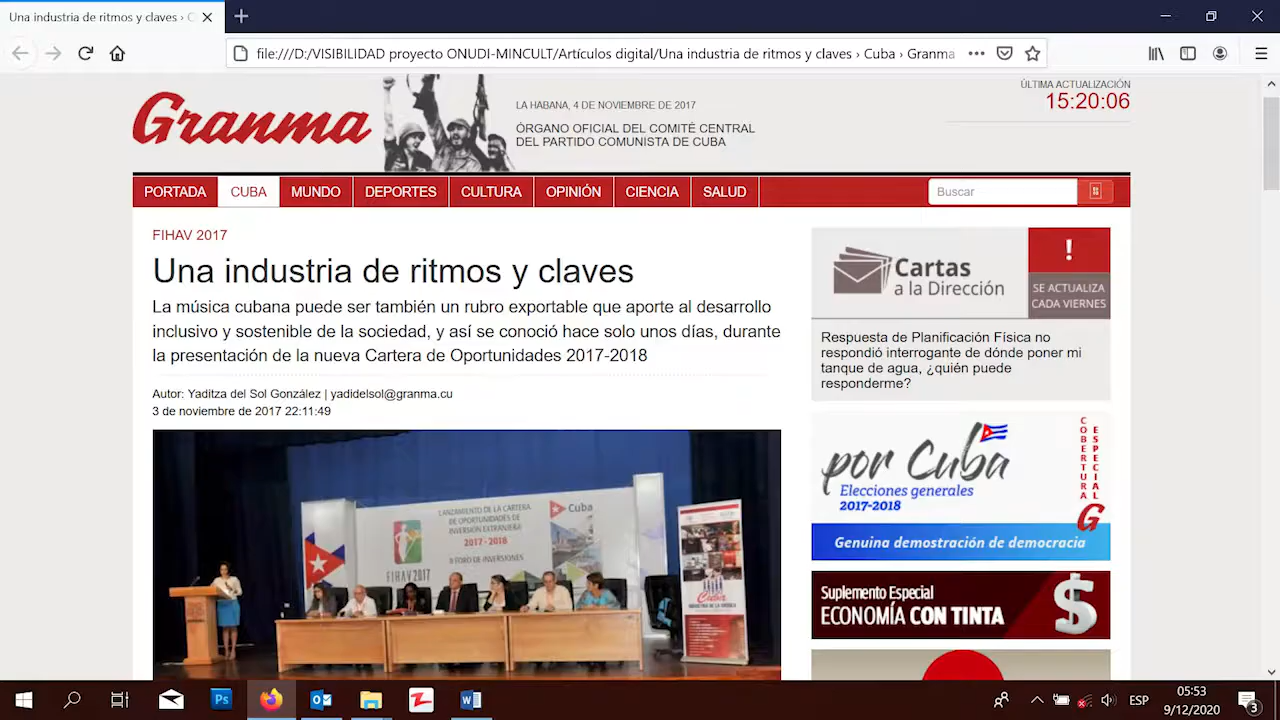 Una industria de ritmos y claves › C
file:///D:/VISIBILIDAD proyecto ONUDI-MINCULT/Artículos digital/Una industria de ritmos y claves › Cuba › Granma
Granma
LA HABANA, 4 DE NOVIEMBRE DE 2017
ÓRGANO OFICIAL DEL COMITÉ CENTRAL
DEL PARTIDO COMUNISTA DE CUBA
ÚLTIMA ACTUALIZACIÓN
15:20:06
PORTADA CUBA MUNDO DEPORTES CULTURA OPINIÓN CIENCIA SALUD Buscar
FIHAV 2017
Una industria de ritmos y claves
La música cubana puede ser también un rubro exportable que aporte al desarrollo
inclusivo y sostenible de la sociedad, y así se conoció hace solo unos días, durante
la presentación de la nueva Cartera de Oportunidades 2017-2018
Autor: Yaditza del Sol González | yadidelsol@granma.cu
3 de noviembre de 2017 22:11:49
LANZAMIENTO DE LA CARTERA
DE OPORTUNIDADES DE
INVERSIÓN EXTRANJERA
2017 - 2018
II FORO DE INVERSIONES
FIHAV 2017
Cuba
Cuba
Cartas
a la Dirección
!
SE ACTUALIZA
CADA VIERNES
Respuesta de Planificación Física no
respondió interrogante de dónde poner mi
tanque de agua, ¿quién puede
responderme?
por Cuba
Elecciones generales
2017-2018
COBERTURA
ESPECIAL
G
Genuina demostración de democracia
Suplemento Especial
ECONOMÍA CON TINTA
$
Ps
ESP
05:53
9/12/2020
3